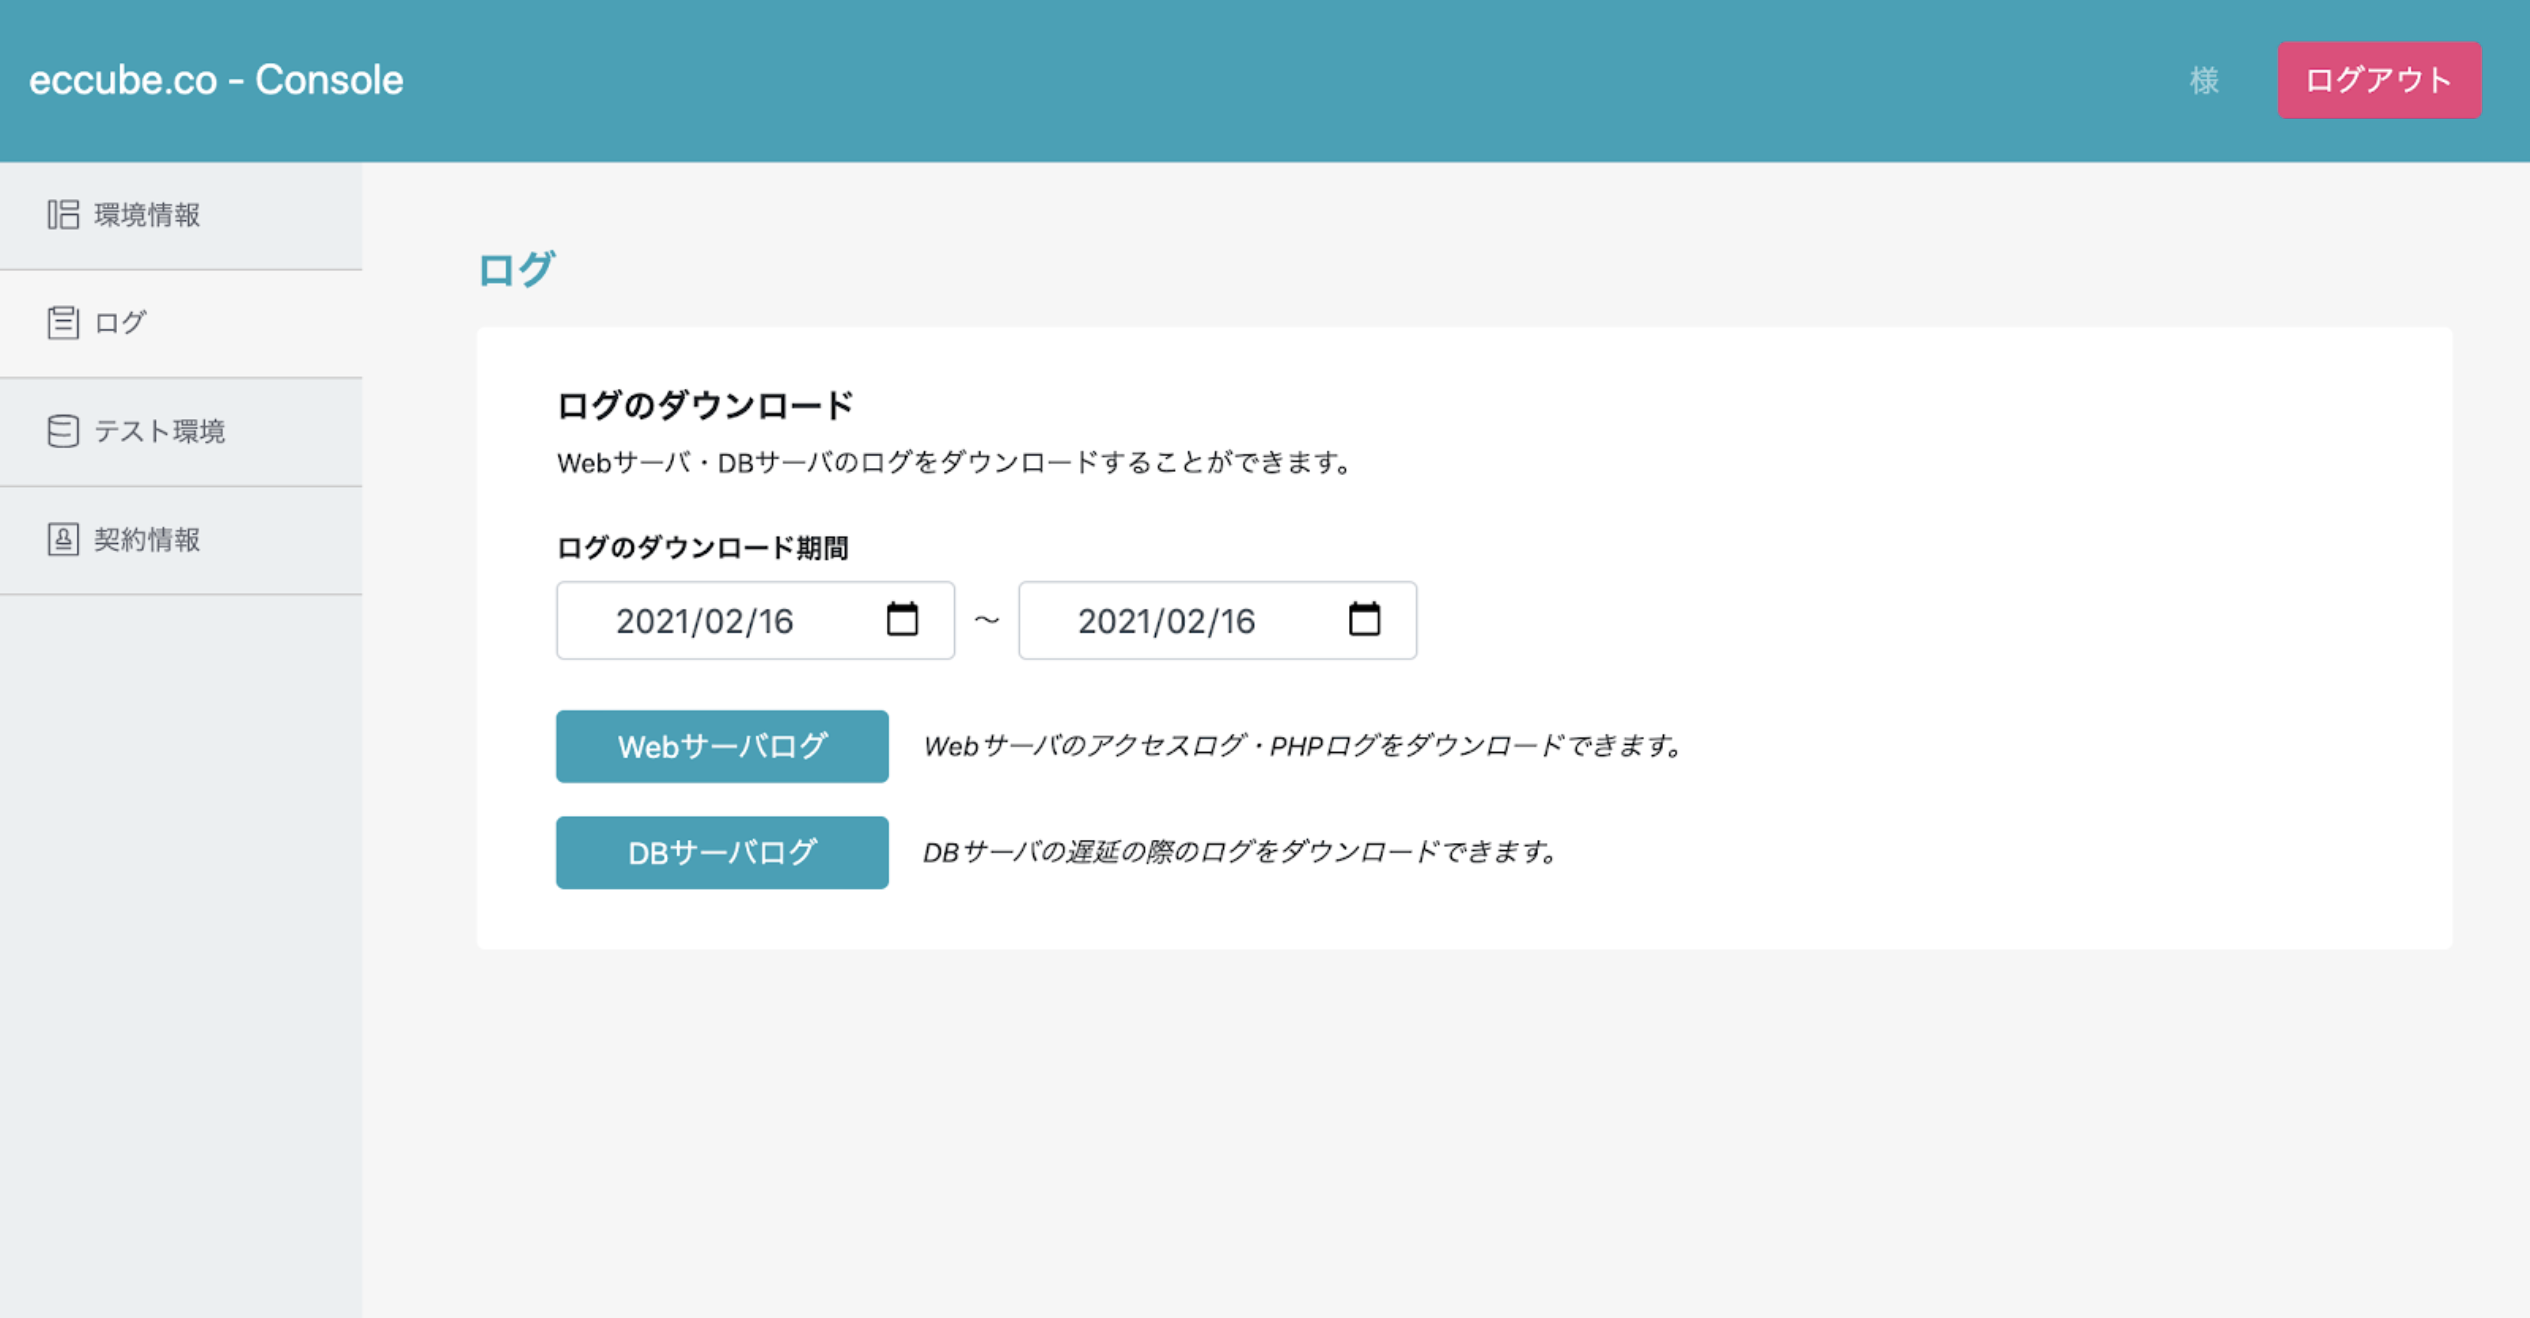 eccube.co - Console
様
ログアウト
環境情報
ログ
テスト環境
契約情報
ログ
ログのダウンロード
Webサーバ・DBサーバのログをダウンロードすることができます。
ログのダウンロード期間
2021/02/16 ～ 2021/02/16
Webサーバログ Webサーバのアクセスログ・PHPログをダウンロードできます。
DBサーバログ DBサーバの遅延の際のログをダウンロードできます。